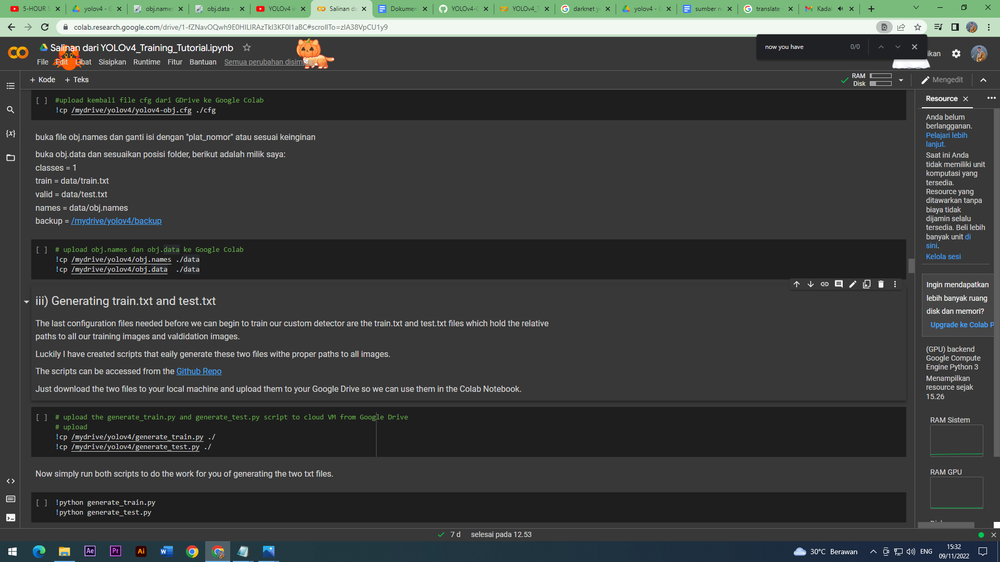 5-HOUR S
yolov4 - G
obj.names
obj.data -
YOLOv4 in
Salinan da
Dokumen
YOLOv4-C
YOLOv4_T
darknet yo
yolov4 - G
sumber n
translate
Kadal
colab.research.google.com/drive/1-fZNavOQwh9E0HILIRAzTkI3KF0I1aBC#scrollTo=zIA38VpCU1y9
now you have 0/0
Salinan dari YOLOv4_Training_Tutorial.ipynb
File Edit Lihat Sisipkan Runtime Fitur Bantuan Semua perubahan disimpan
+ Kode + Teks
RAM
Disk
Mengedit
[ ] #upload kembali file cfg dari GDrive ke Google Colab
!cp /mydrive/yolov4/yolov4-obj.cfg ./cfg
buka file obj.names dan ganti isi dengan "plat_nomor" atau sesuai keinginan
buka obj.data dan sesuaikan posisi folder, berikut adalah milik saya:
classes = 1
train = data/train.txt
valid = data/test.txt
names = data/obj.names
backup = /mydrive/yolov4/backup
[ ] # upload obj.names dan obj.data ke Google Colab
!cp /mydrive/yolov4/obj.names ./data
!cp /mydrive/yolov4/obj.data ./data
iii) Generating train.txt and test.txt
The last configuration files needed before we can begin to train our custom detector are the train.txt and test.txt files which hold the relative
paths to all our training images and valdidation images.
Luckily I have created scripts that eaily generate these two files withe proper paths to all images.
The scripts can be accessed from the Github Repo
Just download the two files to your local machine and upload them to your Google Drive so we can use them in the Colab Notebook.
[ ] # upload the generate_train.py and generate_test.py script to cloud VM from Google Drive
# upload
!cp /mydrive/yolov4/generate_train.py ./
!cp /mydrive/yolov4/generate_test.py ./
Now simply run both scripts to do the work for you of generating the two txt files.
[ ] !python generate_train.py
!python generate_test.py
Resource
Anda belum
berlangganan.
Pelajari lebih
lanjut.
Saat ini Anda
tidak memiliki unit
komputasi yang
tersedia.
Resource yang
ditawarkan tanpa
biaya tidak
dijamin selalu
tersedia. Beli lebih
banyak unit di
sini.
Kelola sesi
Ingin mendapatkan
lebih banyak ruang
disk dan memori?
Upgrade ke Colab P
(GPU) backend
Google Compute
Engine Python 3
Menampilkan
resource sejak
15.26
RAM Sistem
RAM GPU
7 d selesai pada 12.53
30°C Berawan
ENG
15:32
09/11/2022